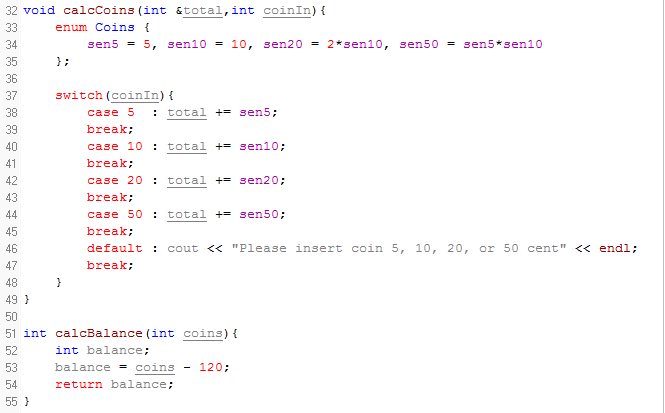 32 void calcCoins(int &total,int coinIn){
33     enum Coins {
34         sen5 = 5, sen10 = 10, sen20 = 2*sen10, sen50 = sen5*sen10
35     };
36
37     switch(coinIn){
38         case 5  : total += sen5;
39         break;
40         case 10 : total += sen10;
41         break;
42         case 20 : total += sen20;
43         break;
44         case 50 : total += sen50;
45         break;
46         default : cout << "Please insert coin 5, 10, 20, or 50 cent" << endl;
47         break;
48     }
49 }
50
51 int calcBalance(int coins){
52     int balance;
53     balance = coins - 120;
54     return balance;
55 }